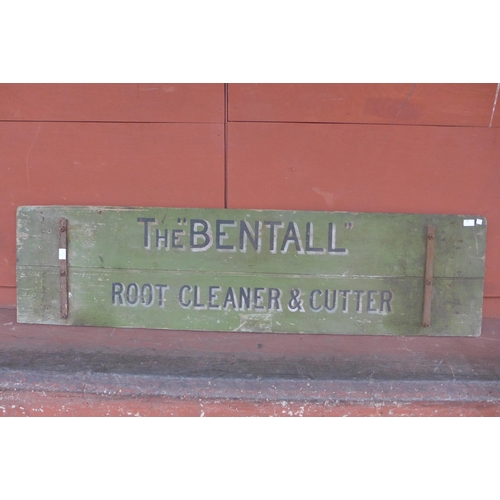 THE "BENTALL"
ROOT CLEANER & CUTTER